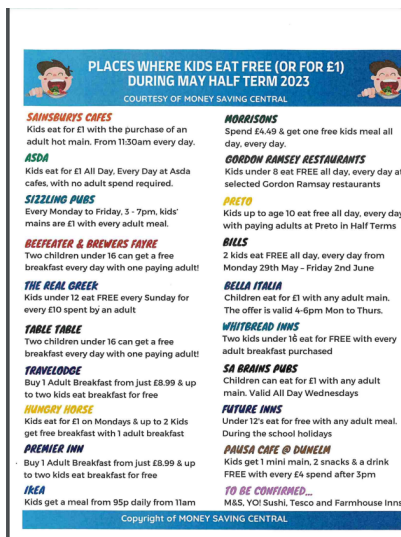 PLACES WHERE KIDS EAT FREE (OR FOR £1)
DURING MAY HALF TERM 2023
COURTESY OF MONEY SAVING CENTRAL
SAINSBURYS CAFES
Kids eat for £1 with the purchase of an
adult hot main. From 11:30am every day.
ASDA
Kids eat for £1 All Day, Every Day at Asda
cafes, with no adult spend required.
SIZZLING PUBS
Every Monday to Friday, 3 - 7pm, kids'
mains are £1 with every adult meal.
BEEFEATER & BREWERS FAYRE
Two children under 16 can get a free
breakfast every day with one paying adult!
THE REAL GREEK
Kids under 12 eat FREE every Sunday for
every £10 spent by an adult
TABLE TABLE
Two children under 16 can get a free
breakfast every day with one paying adult!
TRAVELODGE
Buy 1 Adult Breakfast from just £8.99 & up
to two kids eat breakfast for free
HUNGRY HORSE
Kids eat for £1 on Mondays & up to 2 Kids
get free breakfast with 1 adult breakfast
PREMIER INN
Buy 1 Adult Breakfast from just £8.99 & up
to two kids eat breakfast for free
IKEA
Kids get a meal from 95p daily from 11am
MORRISONS
Spend £4.49 & get one free kids meal all
day, every day.
GORDON RAMSEY RESTAURANTS
Kids under 8 eat FREE all day, every day at
selected Gordon Ramsay restaurants
PRETO
Kids up to age 10 eat free all day, every day
with paying adults at Preto in Half Terms
BILLS
2 kids eat FREE all day, every day from
Monday 29th May – Friday 2nd June
BELLA ITALIA
Children eat for £1 with any adult main.
The offer is valid 4-6pm Mon to Thurs.
WHITBREAD INNS
Two kids under 16 eat for FREE with every
adult breakfast purchased
SA BRAINS PUBS
Children can eat for £1 with any adult
main. Valid All Day Wednesdays
FUTURE INNS
Under 12's eat for free with any adult meal.
During the school holidays
PAUSA CAFE @ DUNELM
Kids get 1 mini main, 2 snacks & a drink
FREE with every £4 spend after 3pm
TO BE CONFIRMED...
M&S, YO! Sushi, Tesco and Farmhouse Inns
Copyright of MONEY SAVING CENTRAL